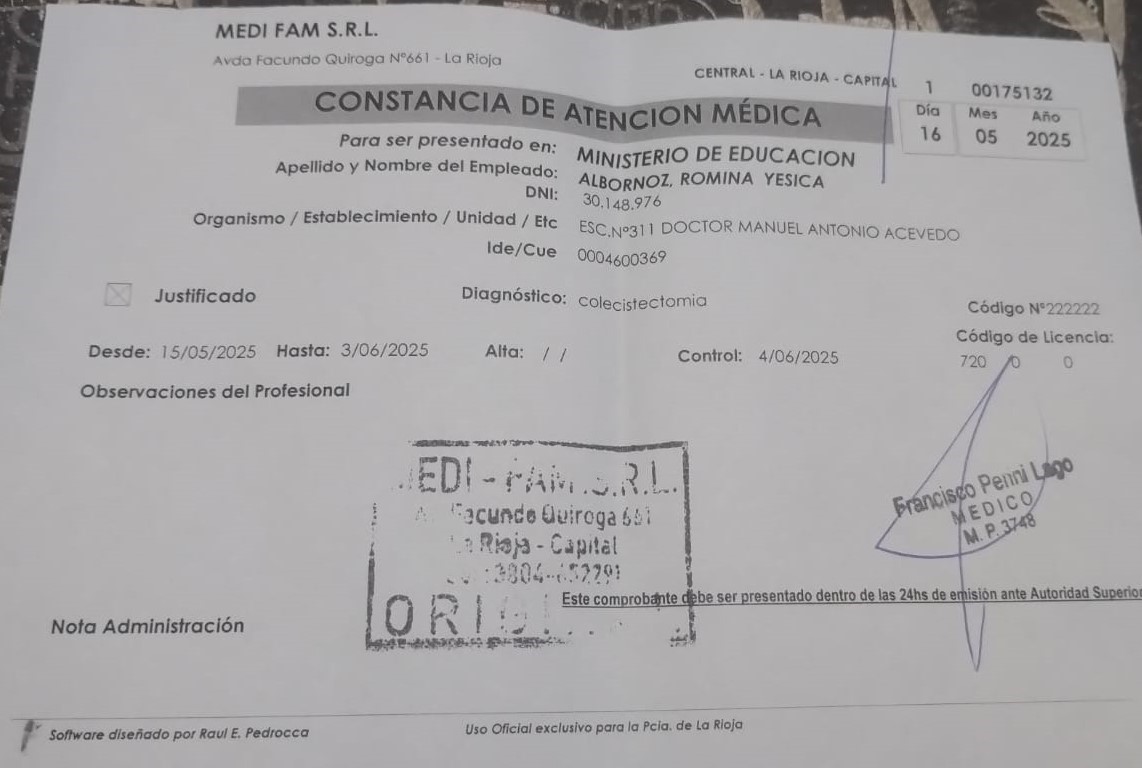 MEDI FAM S.R.L.
Avda Facundo Quiroga Nº661 - La Rioja
CENTRAL - LA RIOJA - CAPITAL 1 00175132
CONSTANCIA DE ATENCION MÉDICA
Día Mes Año
16 05 2025
Para ser presentado en: MINISTERIO DE EDUCACION
Apellido y Nombre del Empleado: ALBORNOZ, ROMINA YESICA
DNI: 30.148.976
Organismo / Establecimiento / Unidad / Etc ESC.Nº311 DOCTOR MANUEL ANTONIO ACEVEDO
Ide/Cue 0004600369
Justificado Diagnóstico: colecistectomia
Código Nº222222
Código de Licencia:
720 0 0
Desde: 15/05/2025 Hasta: 3/06/2025 Alta: / / Control: 4/06/2025
Observaciones del Profesional
EDI - FAM S.R.L.
Facundo Quiroga 661
La Rioja - Capital
ORIG
Francisco Penni Lago
MEDICO
M.P. 3748
Este comprobante debe ser presentado dentro de las 24hs de emisión ante Autoridad Superior
Nota Administración
Software diseñado por Raul E. Pedrocca
Uso Oficial exclusivo para la Pcia. de La Rioja